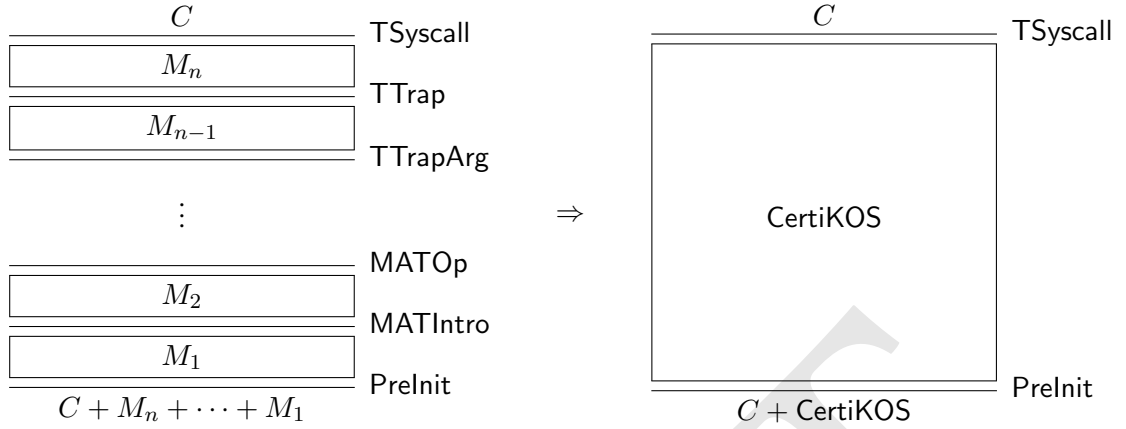 C
TSyscall
Mₙ
TTrap
Mₙ₋₁
TTrapArg
⋮
MATOp
M₂
MATIntro
M₁
PreInit
C + Mₙ + ⋯ + M₁
⇒
C
TSyscall
CertiKOS
PreInit
C + CertiKOS